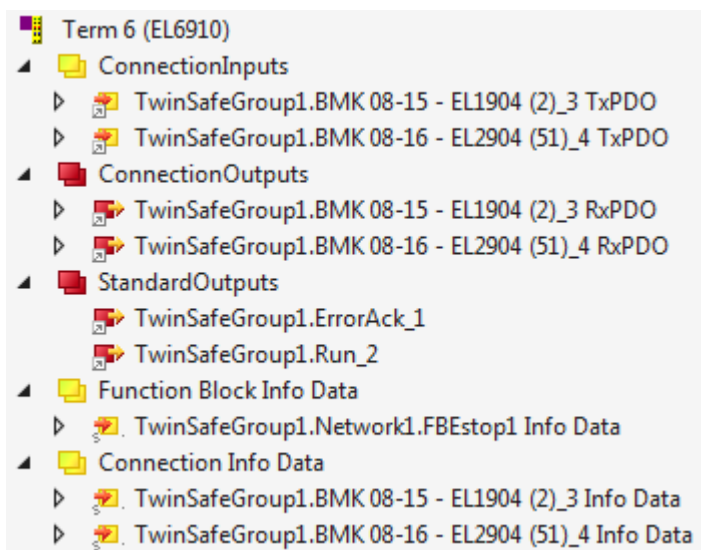 Term 6 (EL6910)
ConnectionInputs
TwinSafeGroup1.BMK 08-15 - EL1904 (2)_3 TxPDO
TwinSafeGroup1.BMK 08-16 - EL2904 (51)_4 TxPDO
ConnectionOutputs
TwinSafeGroup1.BMK 08-15 - EL1904 (2)_3 RxPDO
TwinSafeGroup1.BMK 08-16 - EL2904 (51)_4 RxPDO
StandardOutputs
TwinSafeGroup1.ErrorAck_1
TwinSafeGroup1.Run_2
Function Block Info Data
TwinSafeGroup1.Network1.FBEstop1 Info Data
Connection Info Data
TwinSafeGroup1.BMK 08-15 - EL1904 (2)_3 Info Data
TwinSafeGroup1.BMK 08-16 - EL2904 (51)_4 Info Data